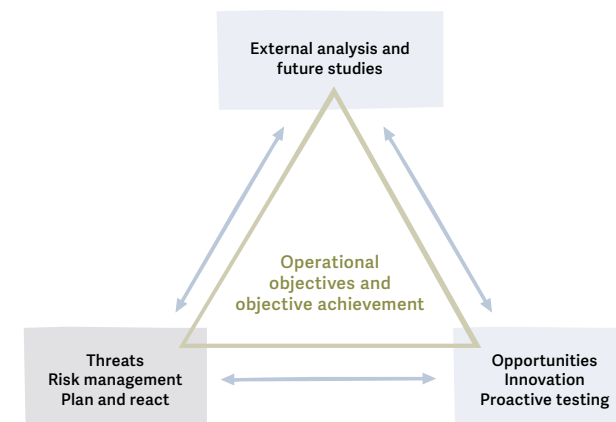 External analysis and
future studies
Operational
objectives and
objective achievement
Threats
Risk management
Plan and react
Opportunities
Innovation
Proactive testing